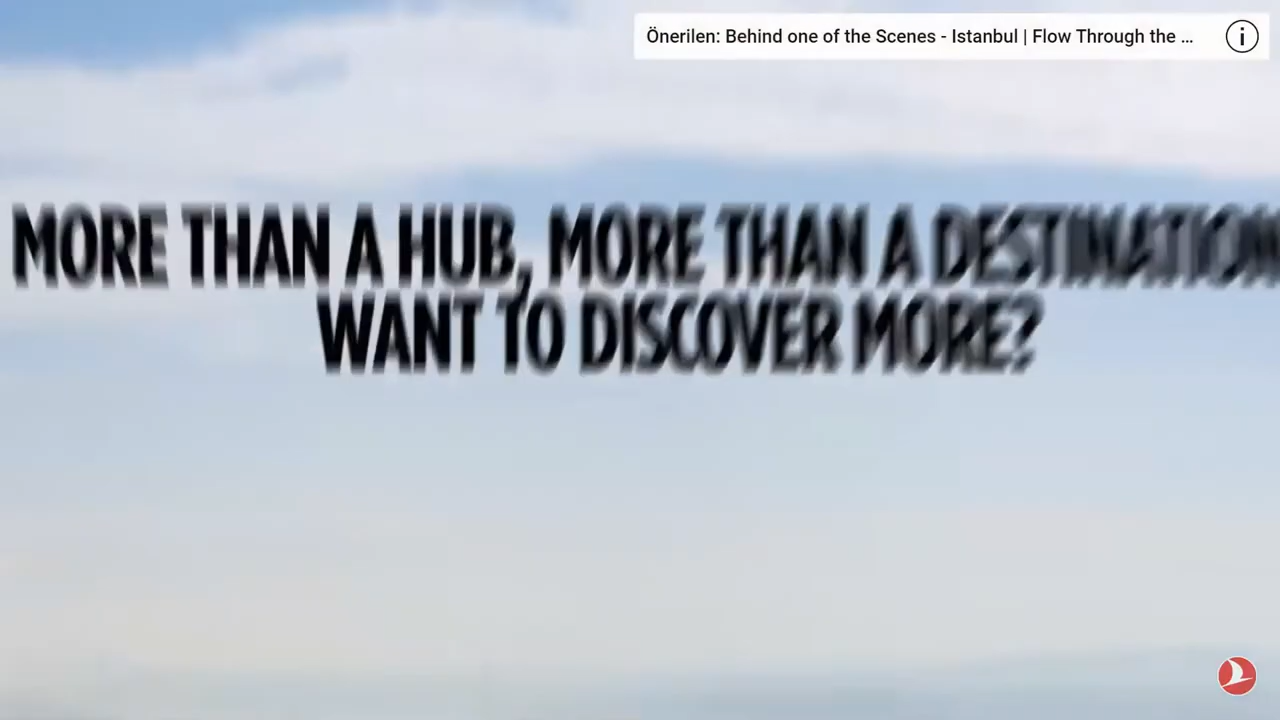 Önerilen: Behind one of the Scenes - Istanbul | Flow Through the ...
MORE THAN A HUB, MORE THAN A DESTINATION
WANT TO DISCOVER MORE?